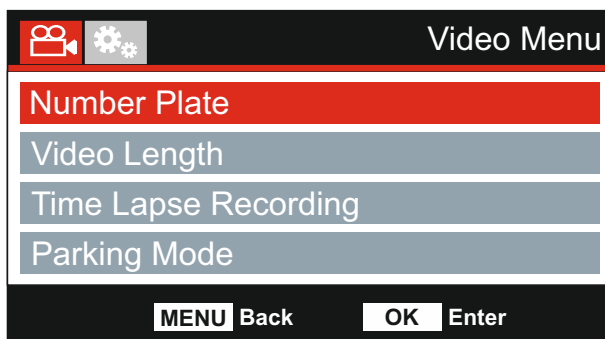 Video Menu
Number Plate
Video Length
Time Lapse Recording
Parking Mode
MENU Back OK Enter